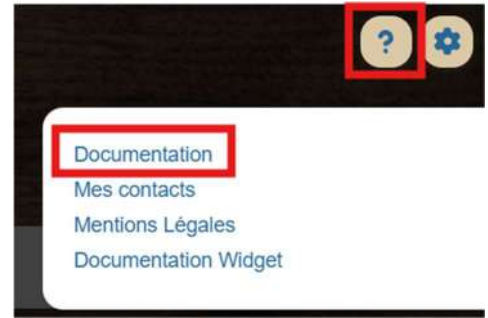 ?
Documentation
Mes contacts
Mentions Légales
Documentation Widget